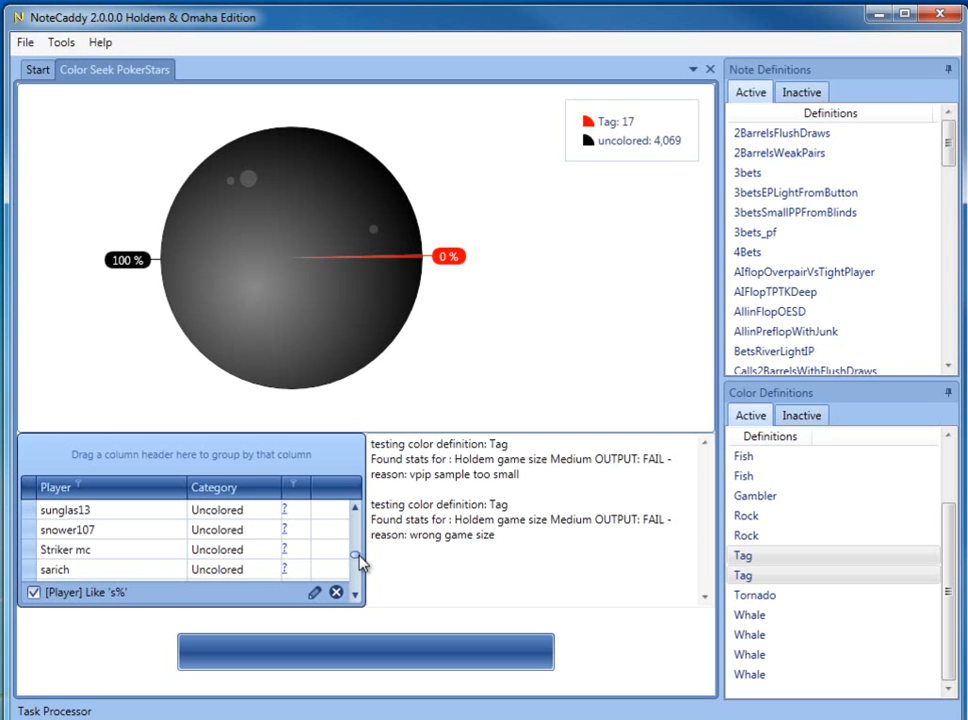 NoteCaddy 2.0.0.0 Holdem & Omaha Edition
File Tools Help
Start Color Seek PokerStars
Tag: 17
uncolored: 4,069
100 %
0 %
Drag a column header here to group by that column
Player Category
sunglas13 Uncolored ?
snower107 Uncolored ?
Striker mc Uncolored ?
sarich Uncolored ?
[Player] Like 's%'
testing color definition: Tag
Found stats for : Holdem game size Medium OUTPUT: FAIL -
reason: vpip sample too small
testing color definition: Tag
Found stats for : Holdem game size Medium OUTPUT: FAIL -
reason: wrong game size
Note Definitions
Active Inactive
Definitions
2BarrelsFlushDraws
2BarrelsWeakPairs
3bets
3betsEPLightFromButton
3betsSmallPPFromBlinds
3bets_pf
4Bets
AIflopOverpairVsTightPlayer
AIFlopTPTKDeep
AllinFlopOESD
AllinPreflopWithJunk
BetsRiverLightIP
Calls2BarrelsWithFlushDraws
Color Definitions
Active Inactive
Definitions
Fish
Fish
Gambler
Rock
Rock
Tag
Tag
Tornado
Whale
Whale
Whale
Whale
Task Processor